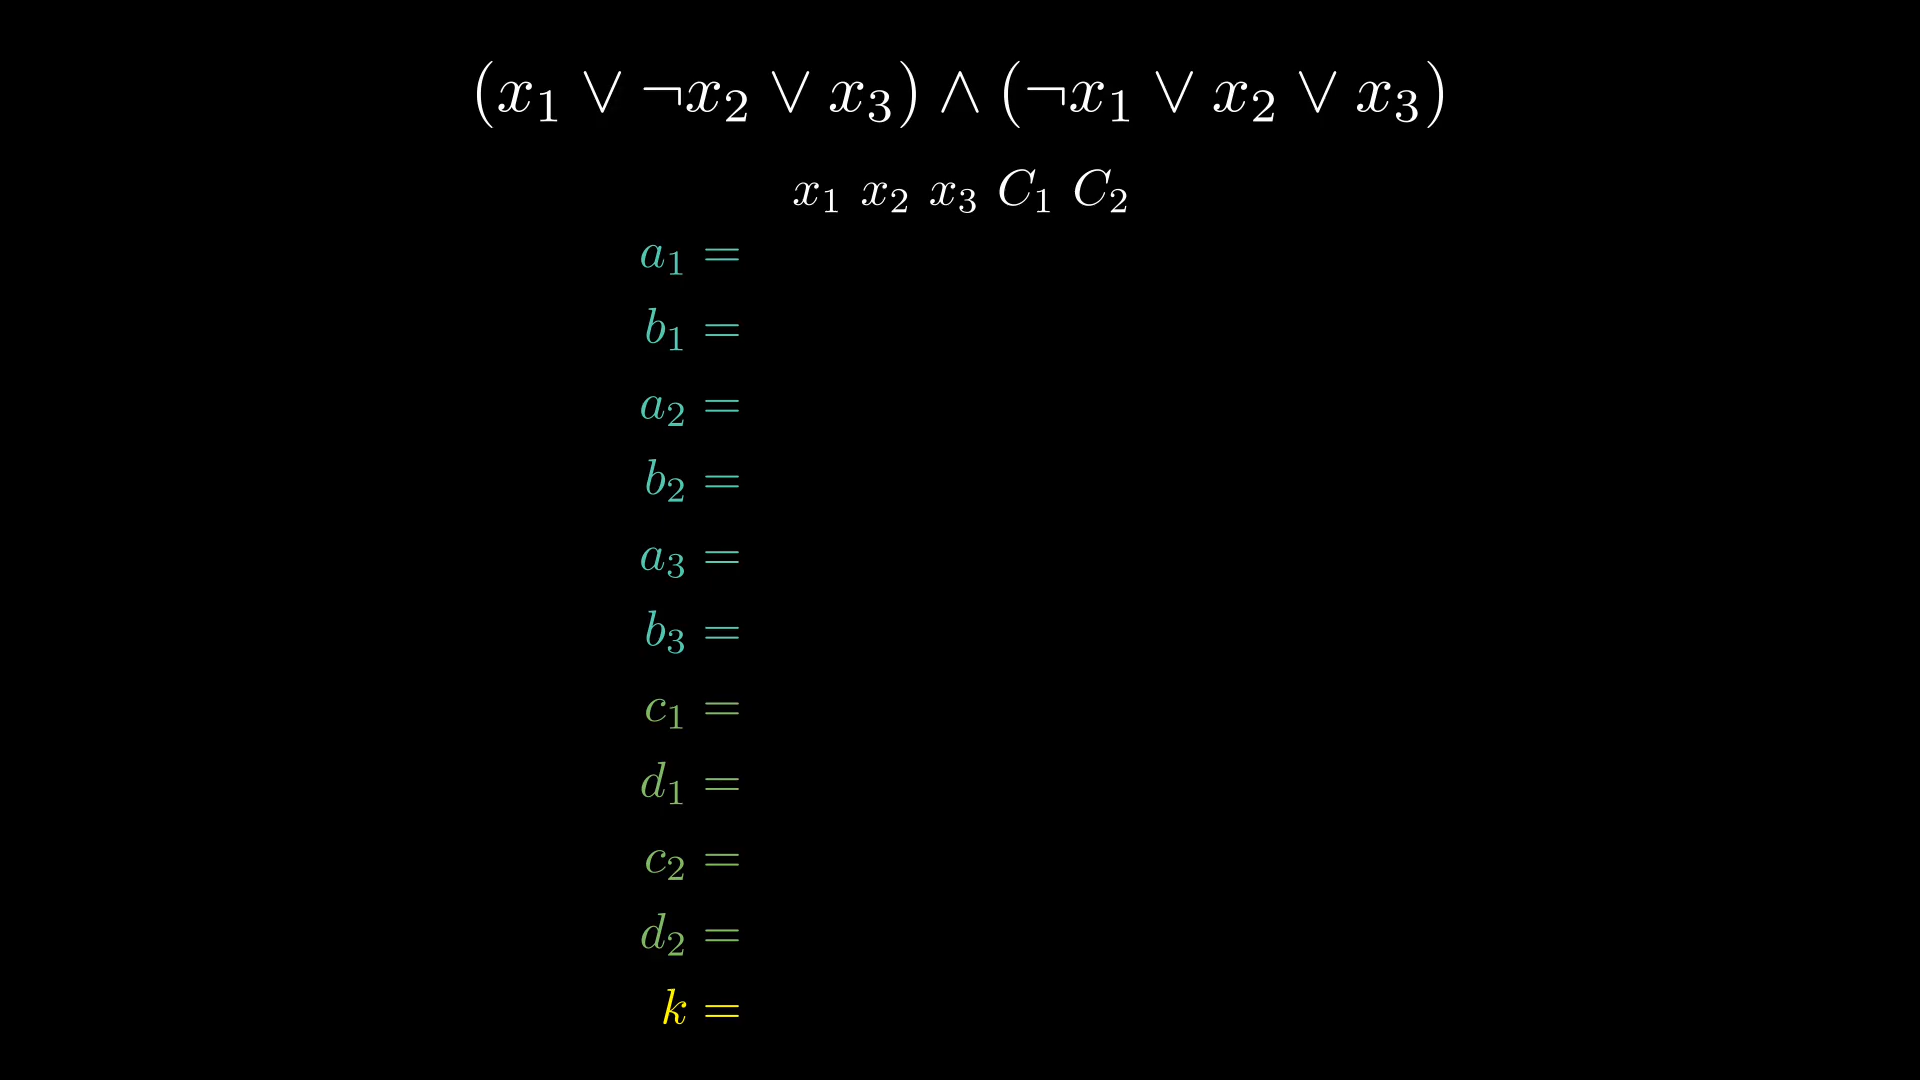 (x₁ ∨ ¬x₂ ∨ x₃) ∧ (¬x₁ ∨ x₂ ∨ x₃)
x₁ x₂ x₃ C₁ C₂
a₁ =
b₁ =
a₂ =
b₂ =
a₃ =
b₃ =
c₁ =
d₁ =
c₂ =
d₂ =
k =